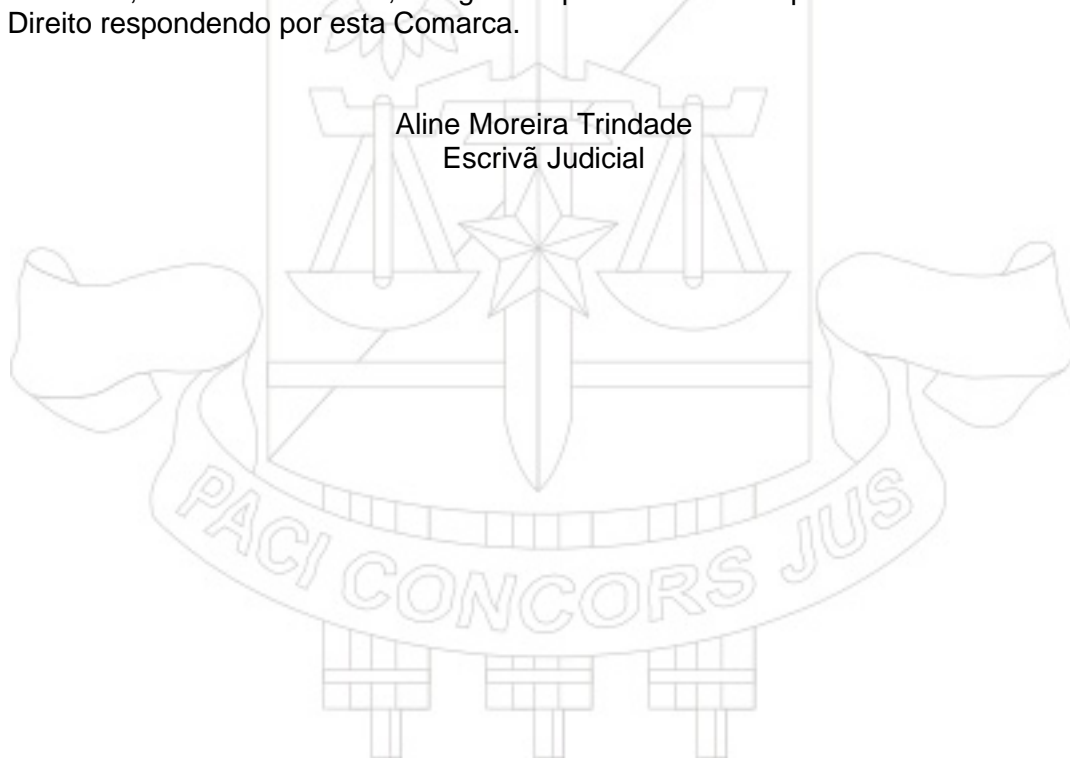 Direito respondendo por esta Comarca.
Aline Moreira Trindade
Escrivã Judicial
PACI CONCORS JUS